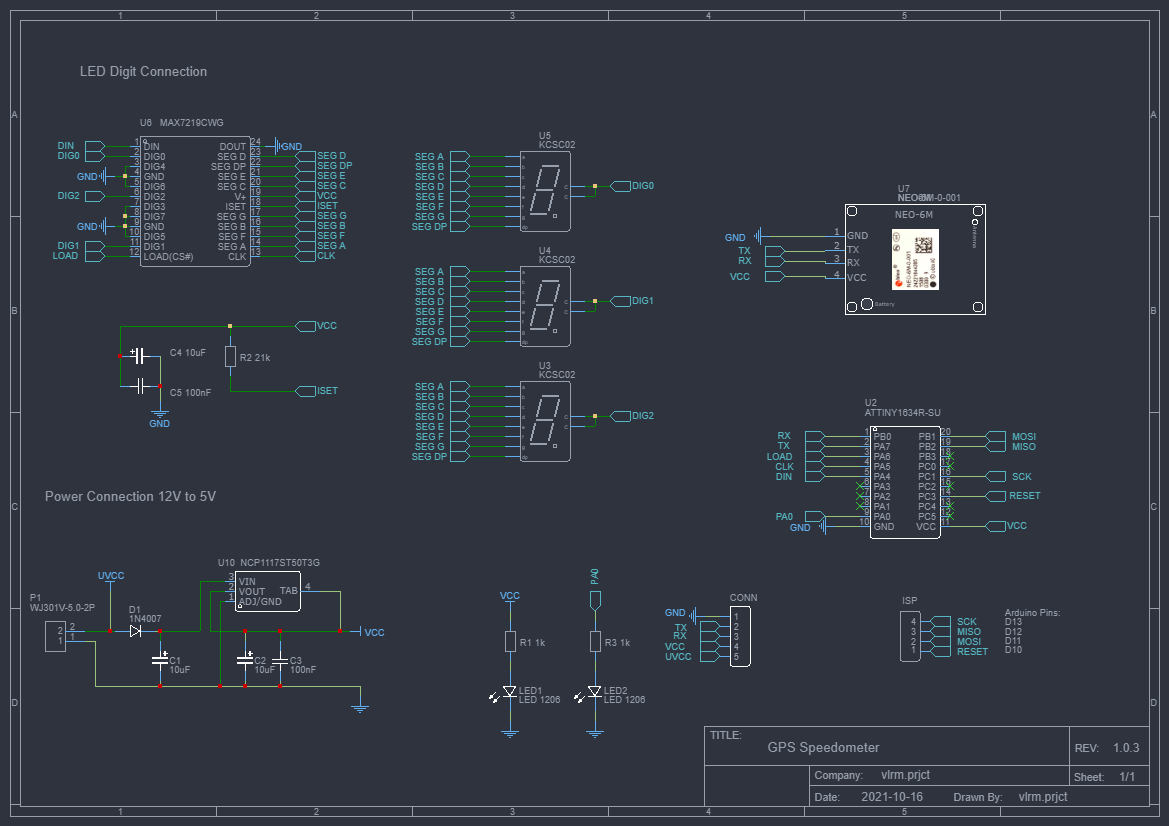 1 2 3 4 5
A
B
C
D
A
B
C
D
LED Digit Connection
U6 MAX7219CWG
DIN 1 DIN DOUT 24 GND
DIG0 2 DIG0 SEG D 23 SEG D
3 DIG4 SEG DP 22 SEG DP
GND 4 GND SEG E 21 SEG E
5 DIG6 SEG C 20 SEG C
DIG2 6 DIG2 V+ 19 VCC
7 DIG3 ISET 18 ISET
8 DIG7 SEG G 17 SEG G
GND 9 GND SEG B 16 SEG B
10 DIG5 SEG F 15 SEG F
DIG1 11 DIG1 SEG A 14 SEG A
LOAD 12 LOAD(CS#) CLK 13 CLK
VCC
C4 10uF
R2 21k
C5 100nF
ISET
GND
U5
KCSC02
SEG A
SEG B
SEG C
SEG D
SEG E
SEG F
SEG G
SEG DP
DIG0
U4
KCSC02
SEG A
SEG B
SEG C
SEG D
SEG E
SEG F
SEG G
SEG DP
DIG1
U3
KCSC02
SEG A
SEG B
SEG C
SEG D
SEG E
SEG F
SEG G
SEG DP
DIG2
U7
NEO-6M-0-001
NEO-6M
GND 1 GND
TX 2 TX
RX 3 RX
VCC 4 VCC
Battery
U2
ATTINY1634R-SU
RX 1 PB0 PB1 20 MOSI
TX 2 PA7 PB2 19 MISO
LOAD 3 PA6 PB3 18
CLK 4 PA5 PC0 17
DIN 5 PA4 PC1 16 SCK
6 PA3 PC2 15
7 PA2 PC3 14 RESET
8 PA1 PC4 13
PA0 9 PA0 PC5 12
GND 10 GND VCC 11 VCC
Power Connection 12V to 5V
U10 NCP1117ST50T3G
3 VIN
2 VOUT TAB 4
1 ADJ/GND
UVCC
P1
WJ301V-5.0-2P
2 2
1 1
D1
1N4007
VCC
C1
10uF
C2
10uF
C3
100nF
VCC
R1 1k
LED1
LED 1206
PA0
R3 1k
LED2
LED 1206
CONN
GND 1
TX 2
RX 3
VCC 4
UVCC 5
ISP
4 SCK
3 MISO
2 MOSI
1 RESET
Arduino Pins:
D13
D12
D11
D10
TITLE:
GPS Speedometer
REV: 1.0.3
Company: vlrm.prjct
Sheet: 1/1
Date: 2021-10-16 Drawn By: vlrm.prjct
1 2 3 4 5